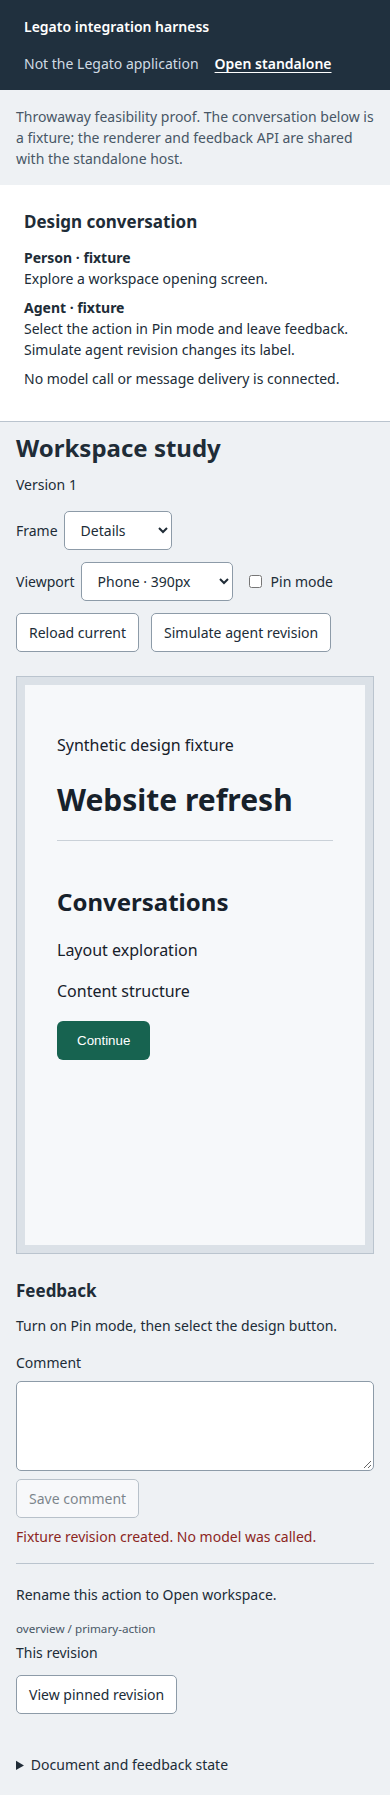 Legato integration harness
Not the Legato application Open standalone
Throwaway feasibility proof. The conversation below is
a fixture; the renderer and feedback API are shared
with the standalone host.
Design conversation
Person · fixture
Explore a workspace opening screen.
Agent · fixture
Select the action in Pin mode and leave feedback.
Simulate agent revision changes its label.
No model call or message delivery is connected.
Workspace study
Version 1
Frame Details
Viewport Phone · 390px Pin mode
Reload current Simulate agent revision
Synthetic design fixture
Website refresh
Conversations
Layout exploration
Content structure
Continue
Feedback
Turn on Pin mode, then select the design button.
Comment
Save comment
Fixture revision created. No model was called.
Rename this action to Open workspace.
overview / primary-action
This revision
View pinned revision
Document and feedback state